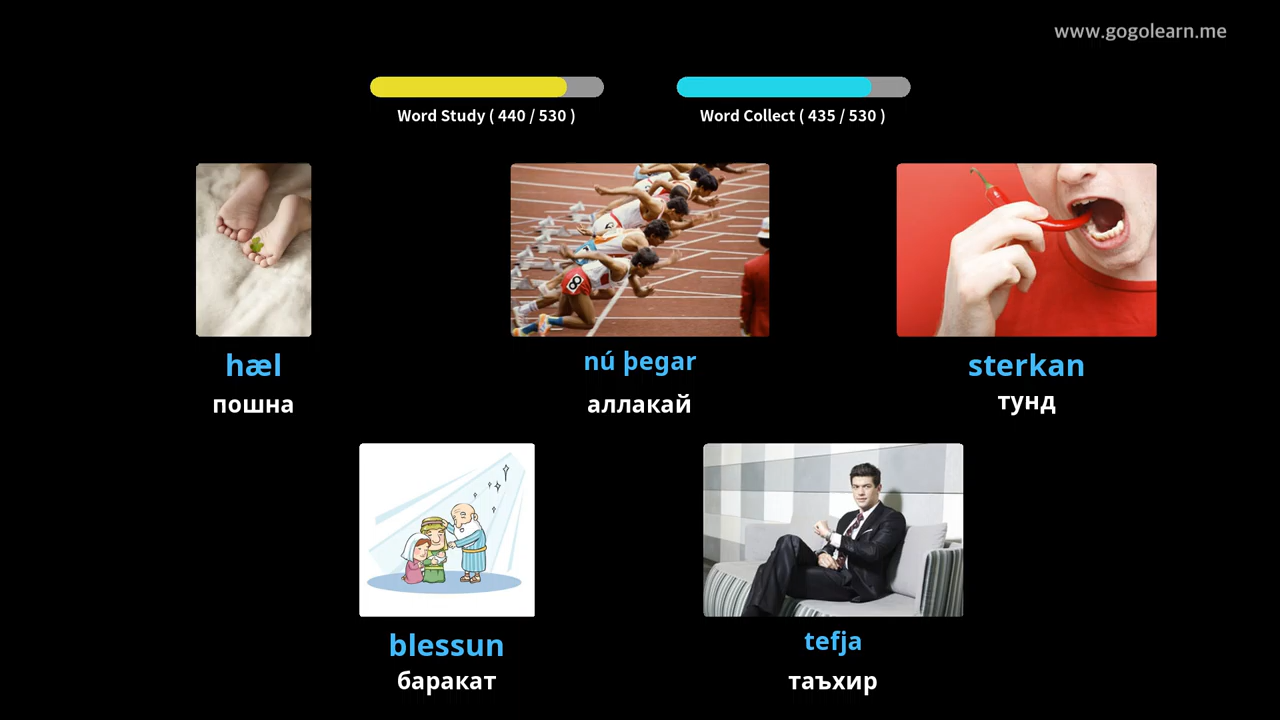 www.gogolearn.me
Word Study ( 440 / 530 )
Word Collect ( 435 / 530 )
hæl
пошна
nú þegar
аллакай
sterkan
тунд
blessun
баракат
tefja
таъхир